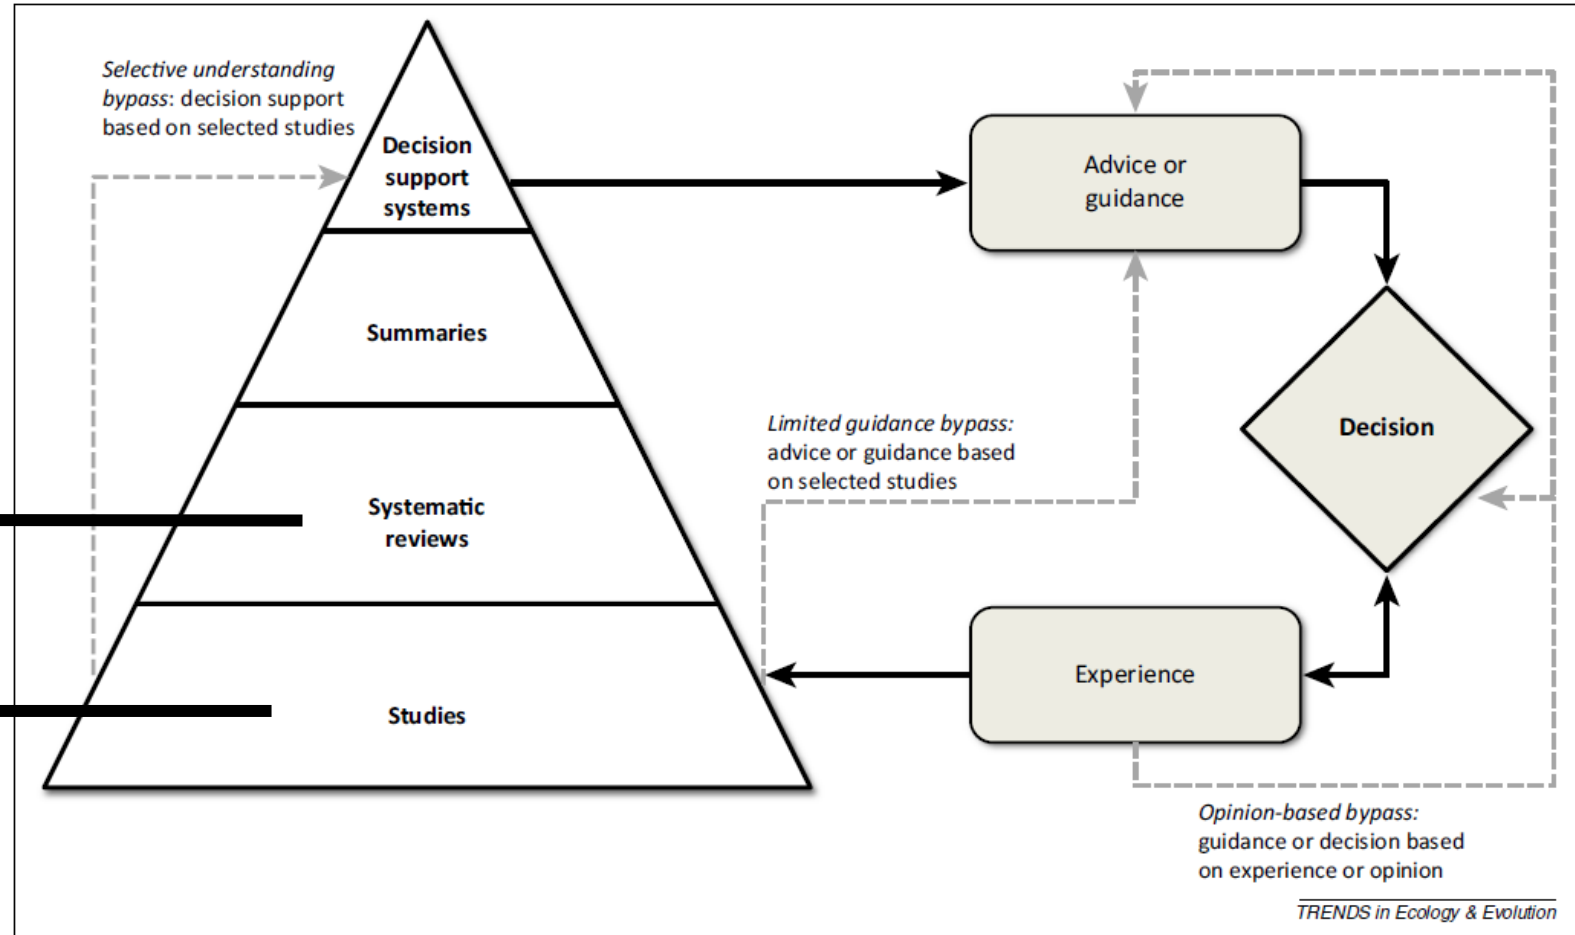 Selective understanding
bypass: decision support
based on selected studies
Decision
support
systems
Summaries
Systematic
reviews
Studies
Advice or
guidance
Limited guidance bypass:
advice or guidance based
on selected studies
Decision
Experience
Opinion-based bypass:
guidance or decision based
on experience or opinion
TRENDS in Ecology & Evolution